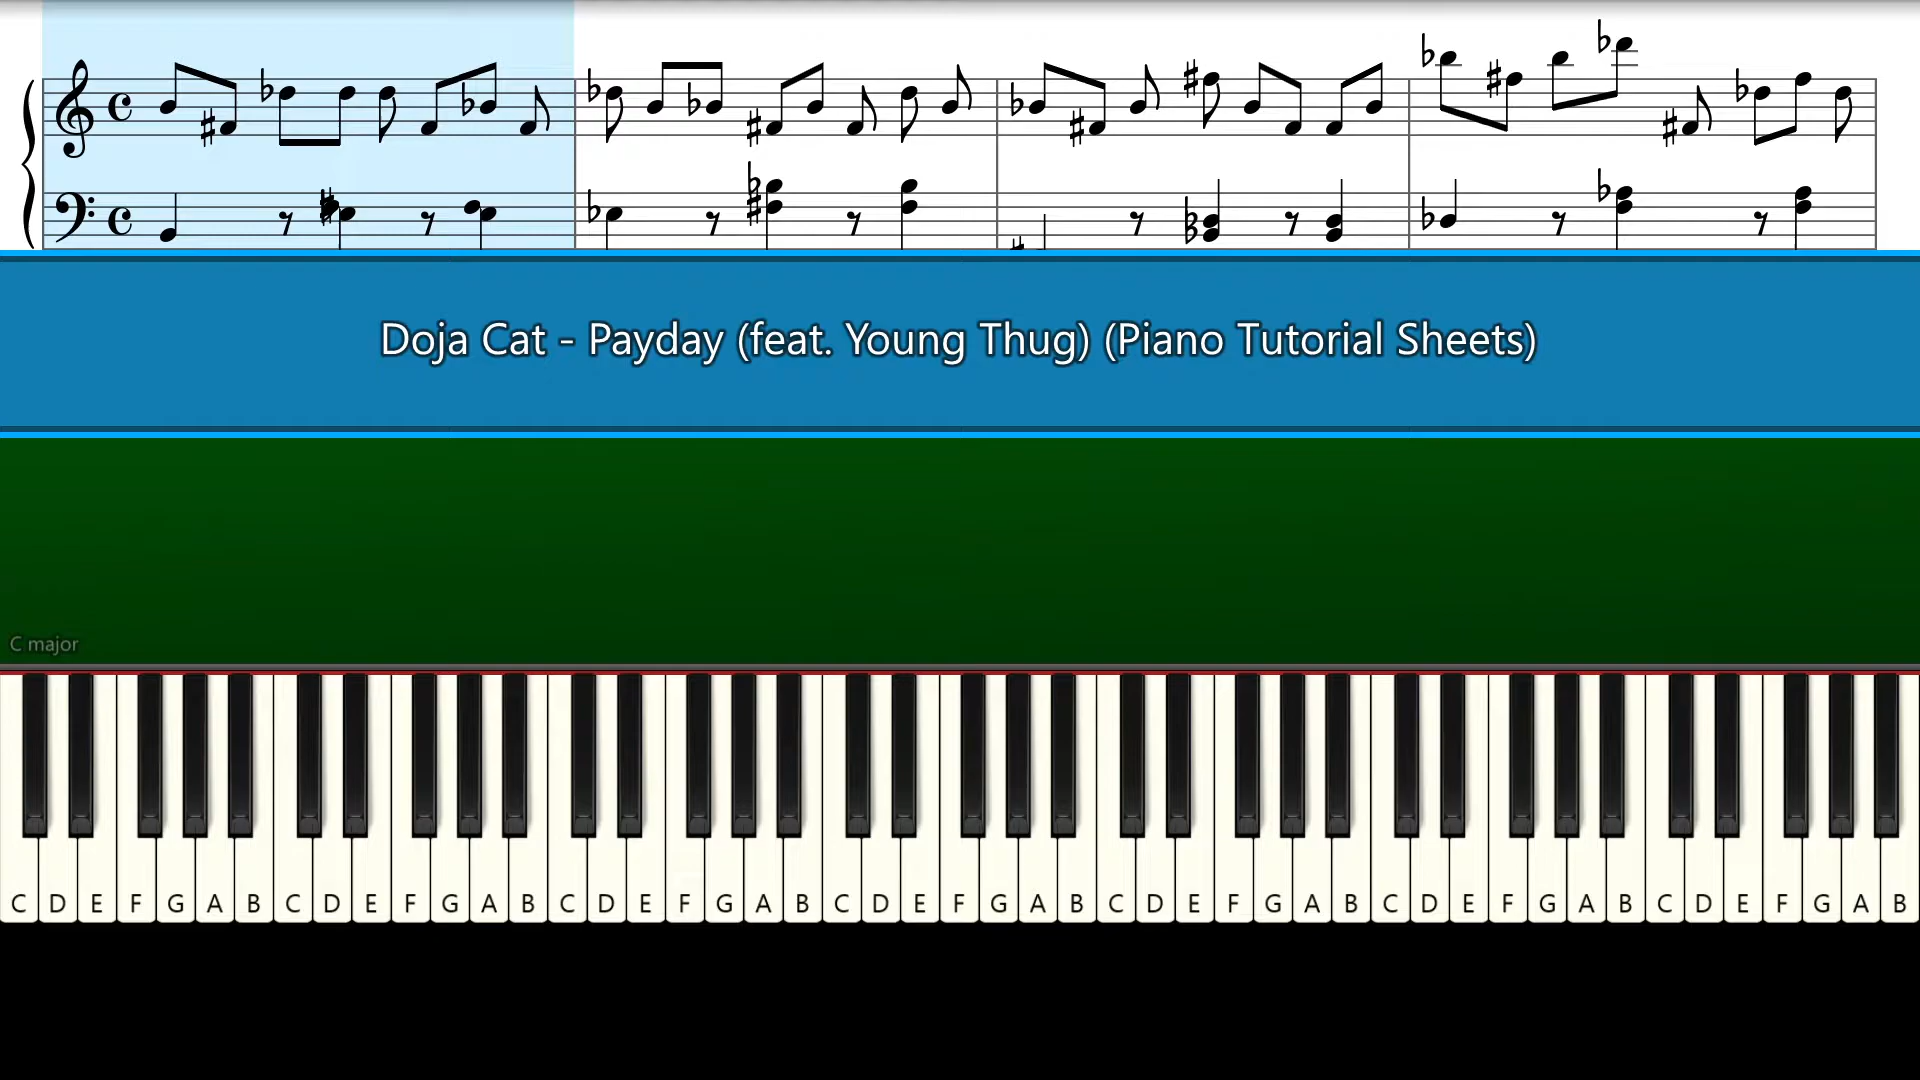 Doja Cat - Payday (feat. Young Thug) (Piano Tutorial Sheets)
C major
C D E F G A B C D E F G A B C D E F G A B C D E F G A B C D E F G A B C D E F G A B C D E F G A B